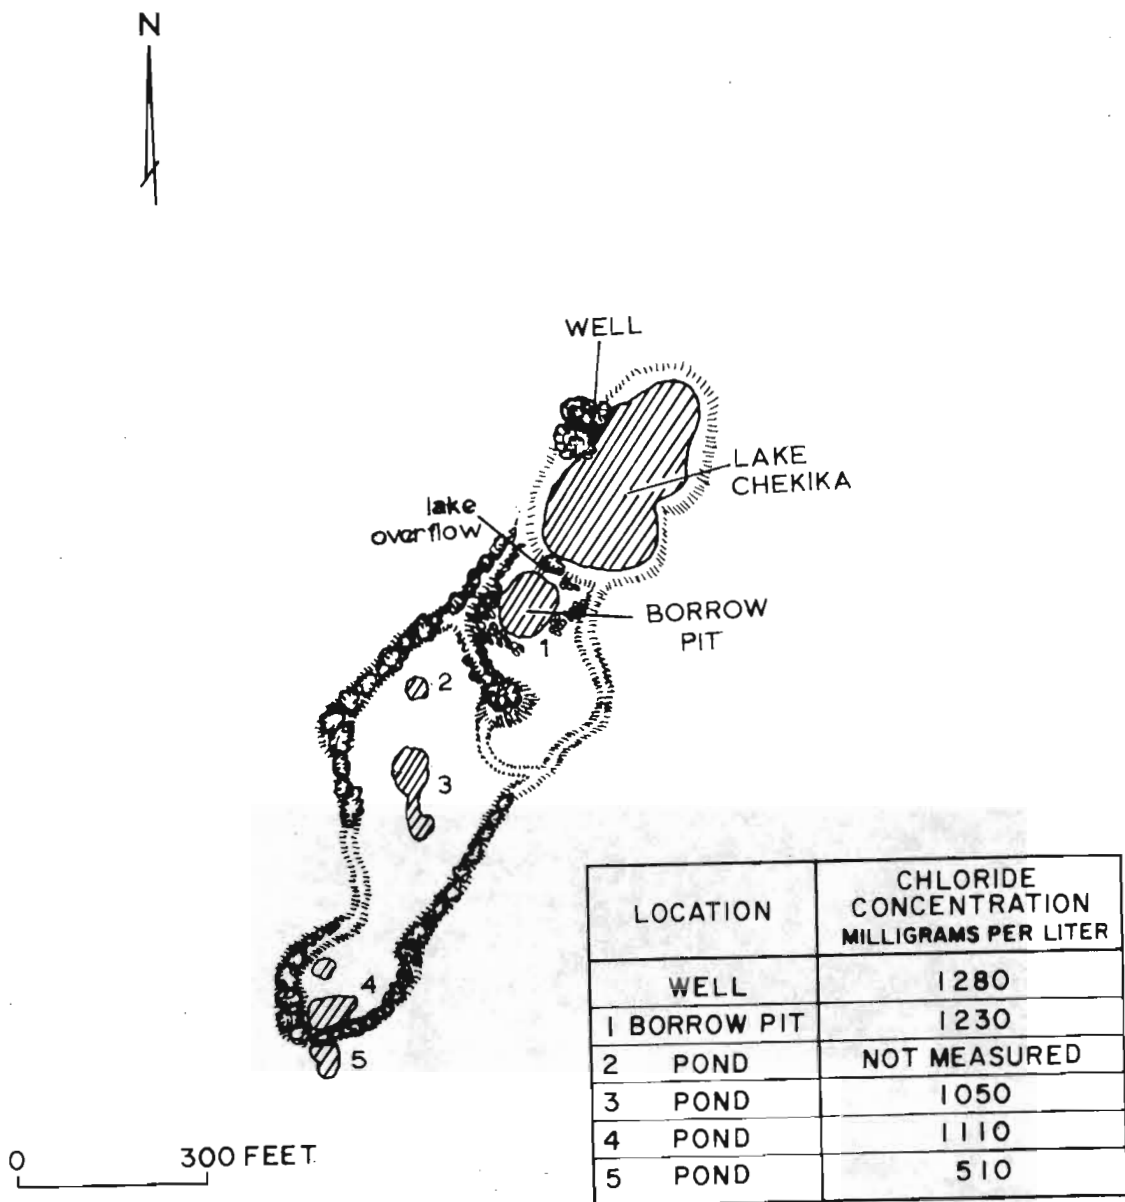 N
WELL
LAKE
CHEKIKA
lake
overflow
BORROW
PIT
1
2
3
4
5
0 300 FEET
LOCATION CHLORIDE CONCENTRATION MILLIGRAMS PER LITER
WELL 1280
1 BORROW PIT 1230
2 POND NOT MEASURED
3 POND 1050
4 POND 1110
5 POND 510